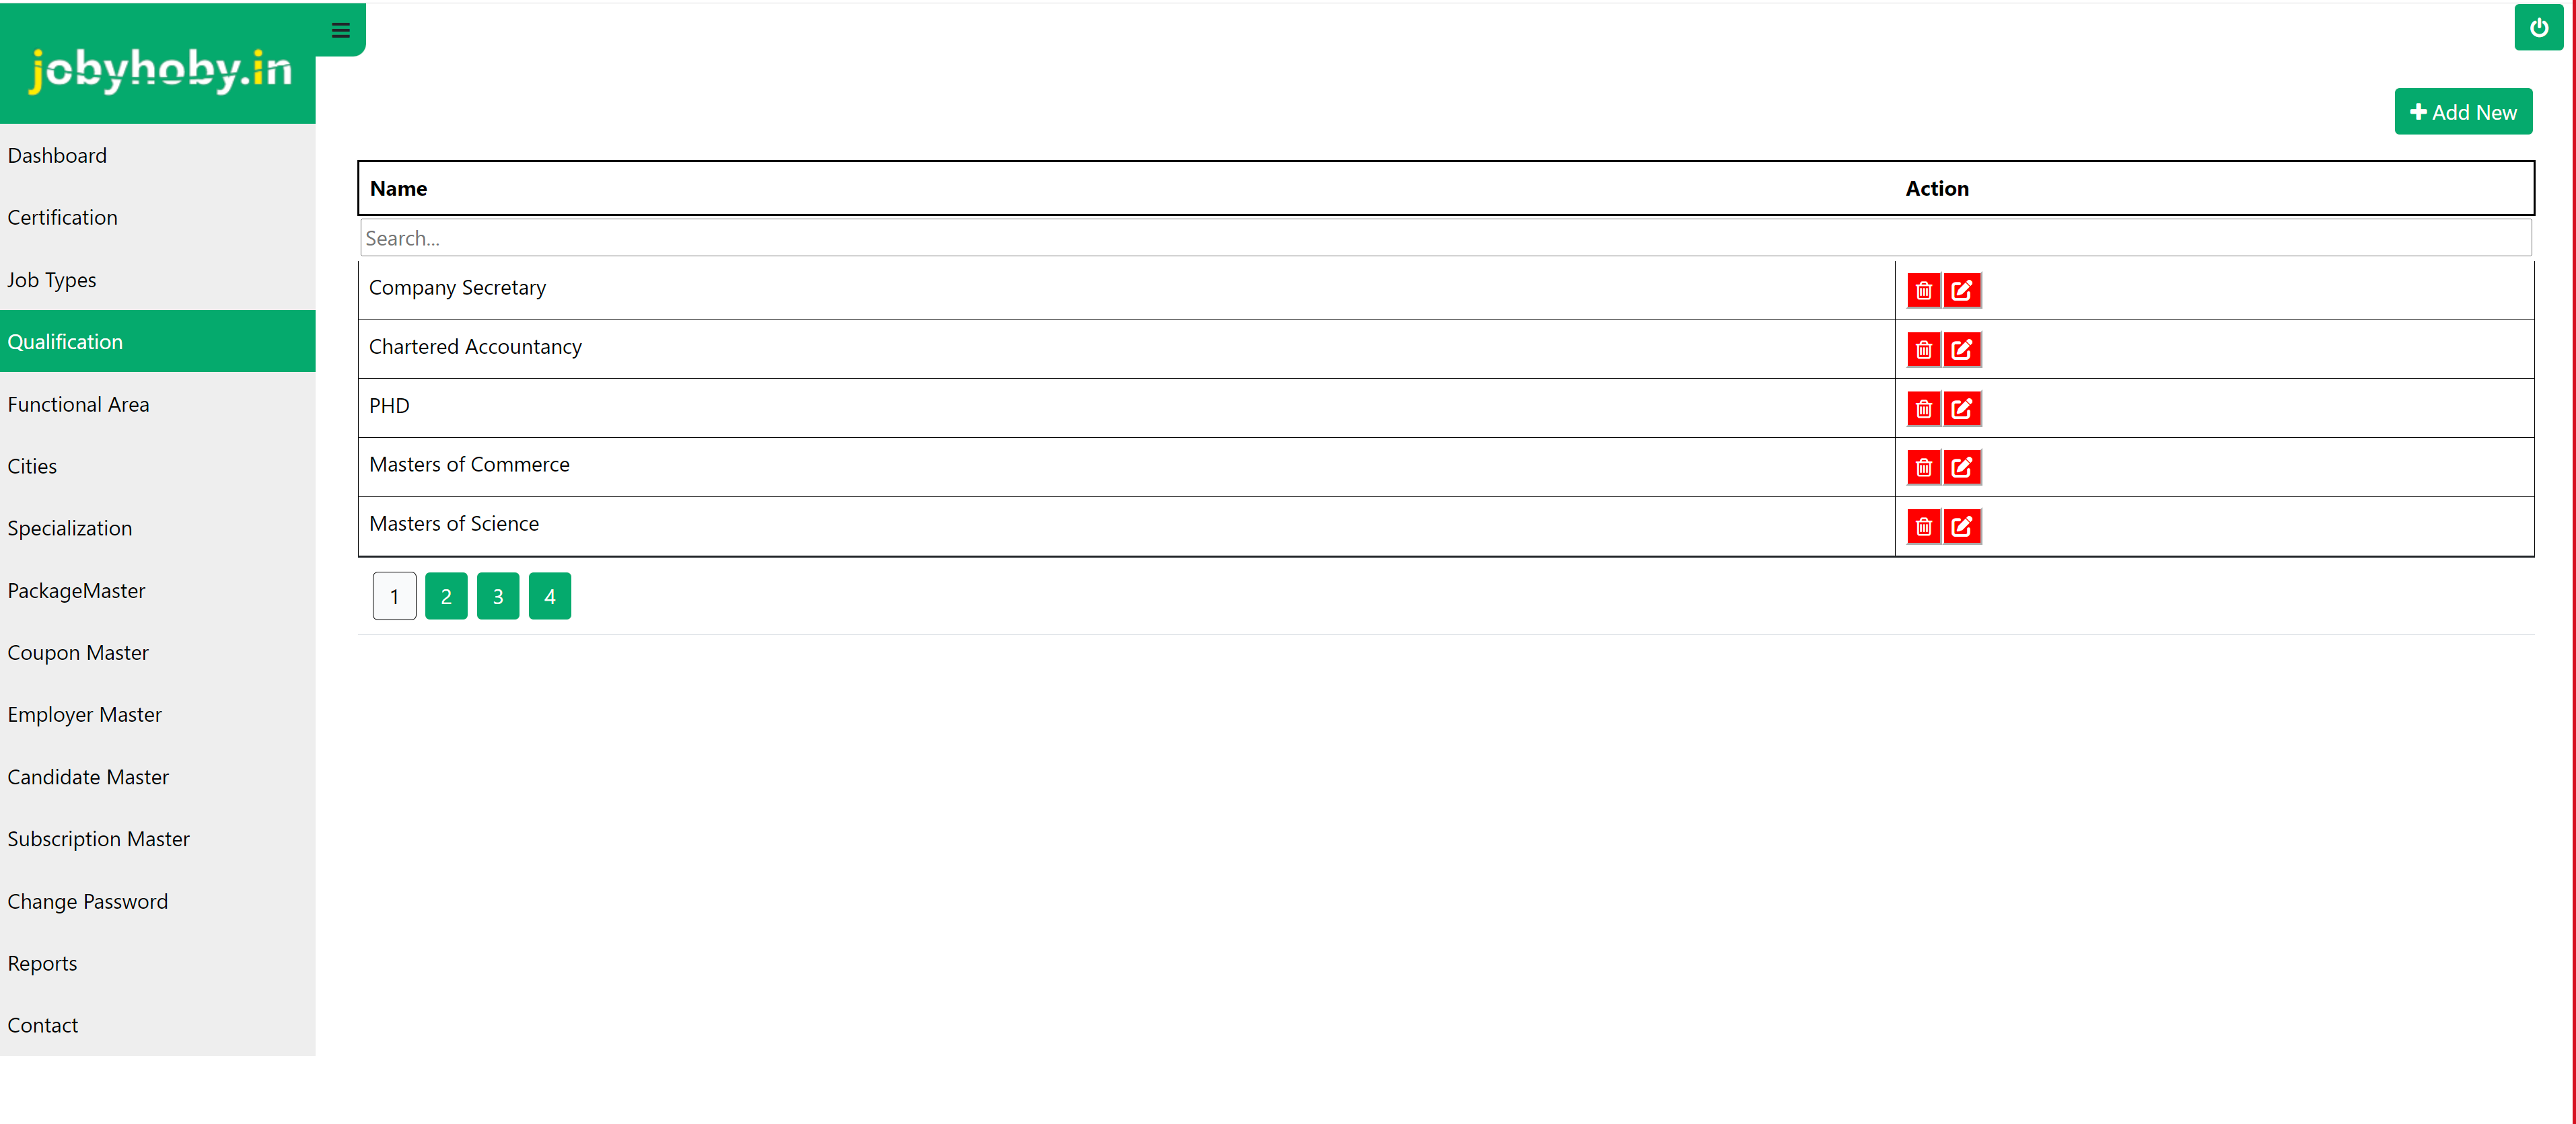 jobyhoby.in
Add New
Dashboard
Certification
Job Types
Qualification
Functional Area
Cities
Specialization
PackageMaster
Coupon Master
Employer Master
Candidate Master
Subscription Master
Change Password
Reports
Contact
Name Action
Search...
Company Secretary
Chartered Accountancy
PHD
Masters of Commerce
Masters of Science
1 2 3 4